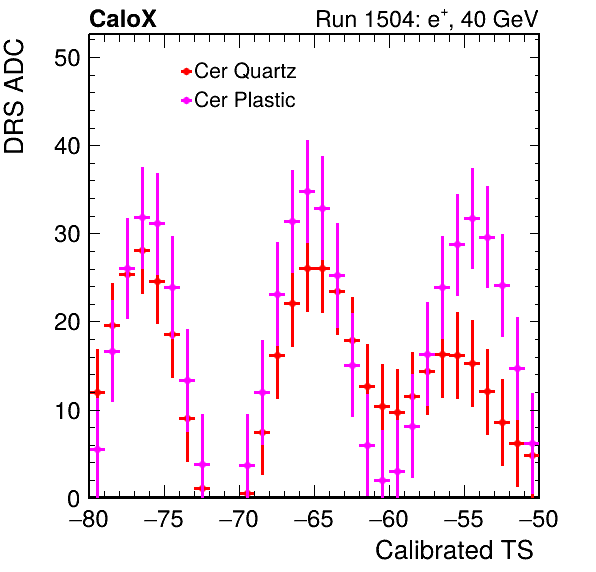 CaloX
Run 1504: e+, 40 GeV
DRS ADC
Cer Quartz
Cer Plastic
50
40
30
20
10
0
−80 −75 −70 −65 −60 −55 −50
Calibrated TS